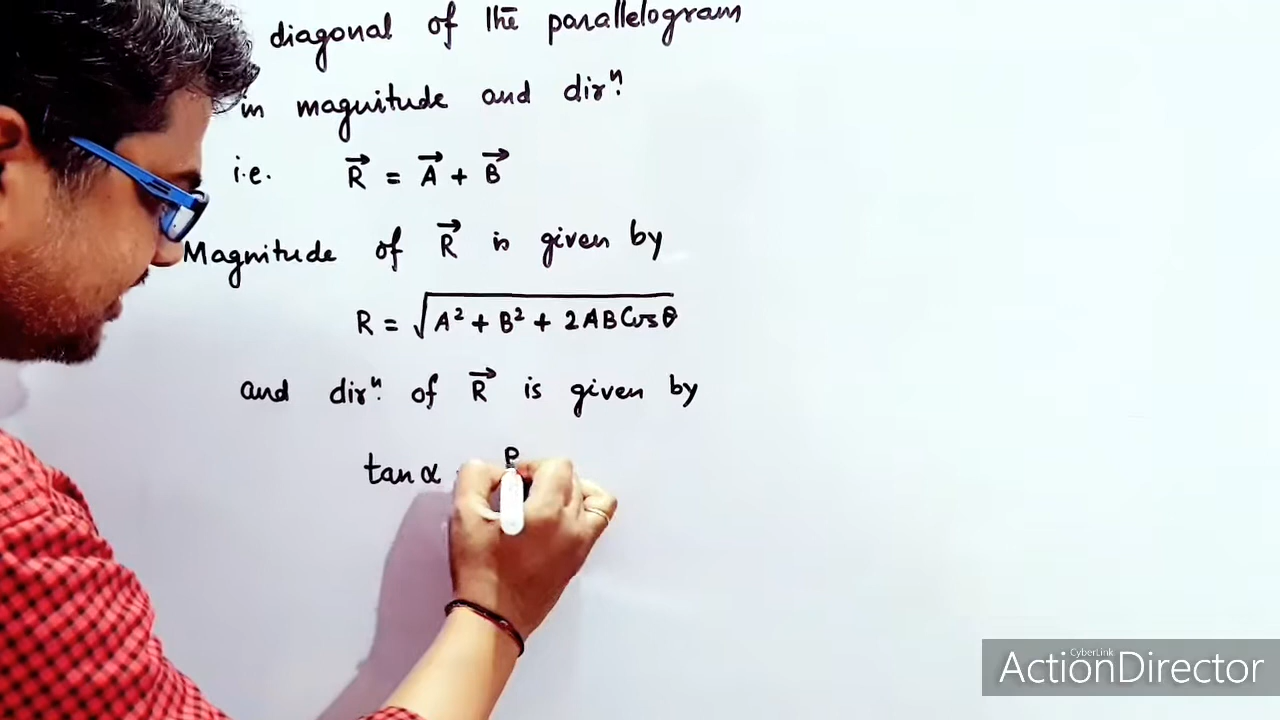 diagonal of the parallelogram
in magnitude and dirⁿ.
i.e. R⃗ = A⃗ + B⃗
Magnitude of R⃗ is given by
R = √A² + B² + 2ABCosθ
and dirⁿ. of R⃗ is given by
tan α
CyberLink
ActionDirector